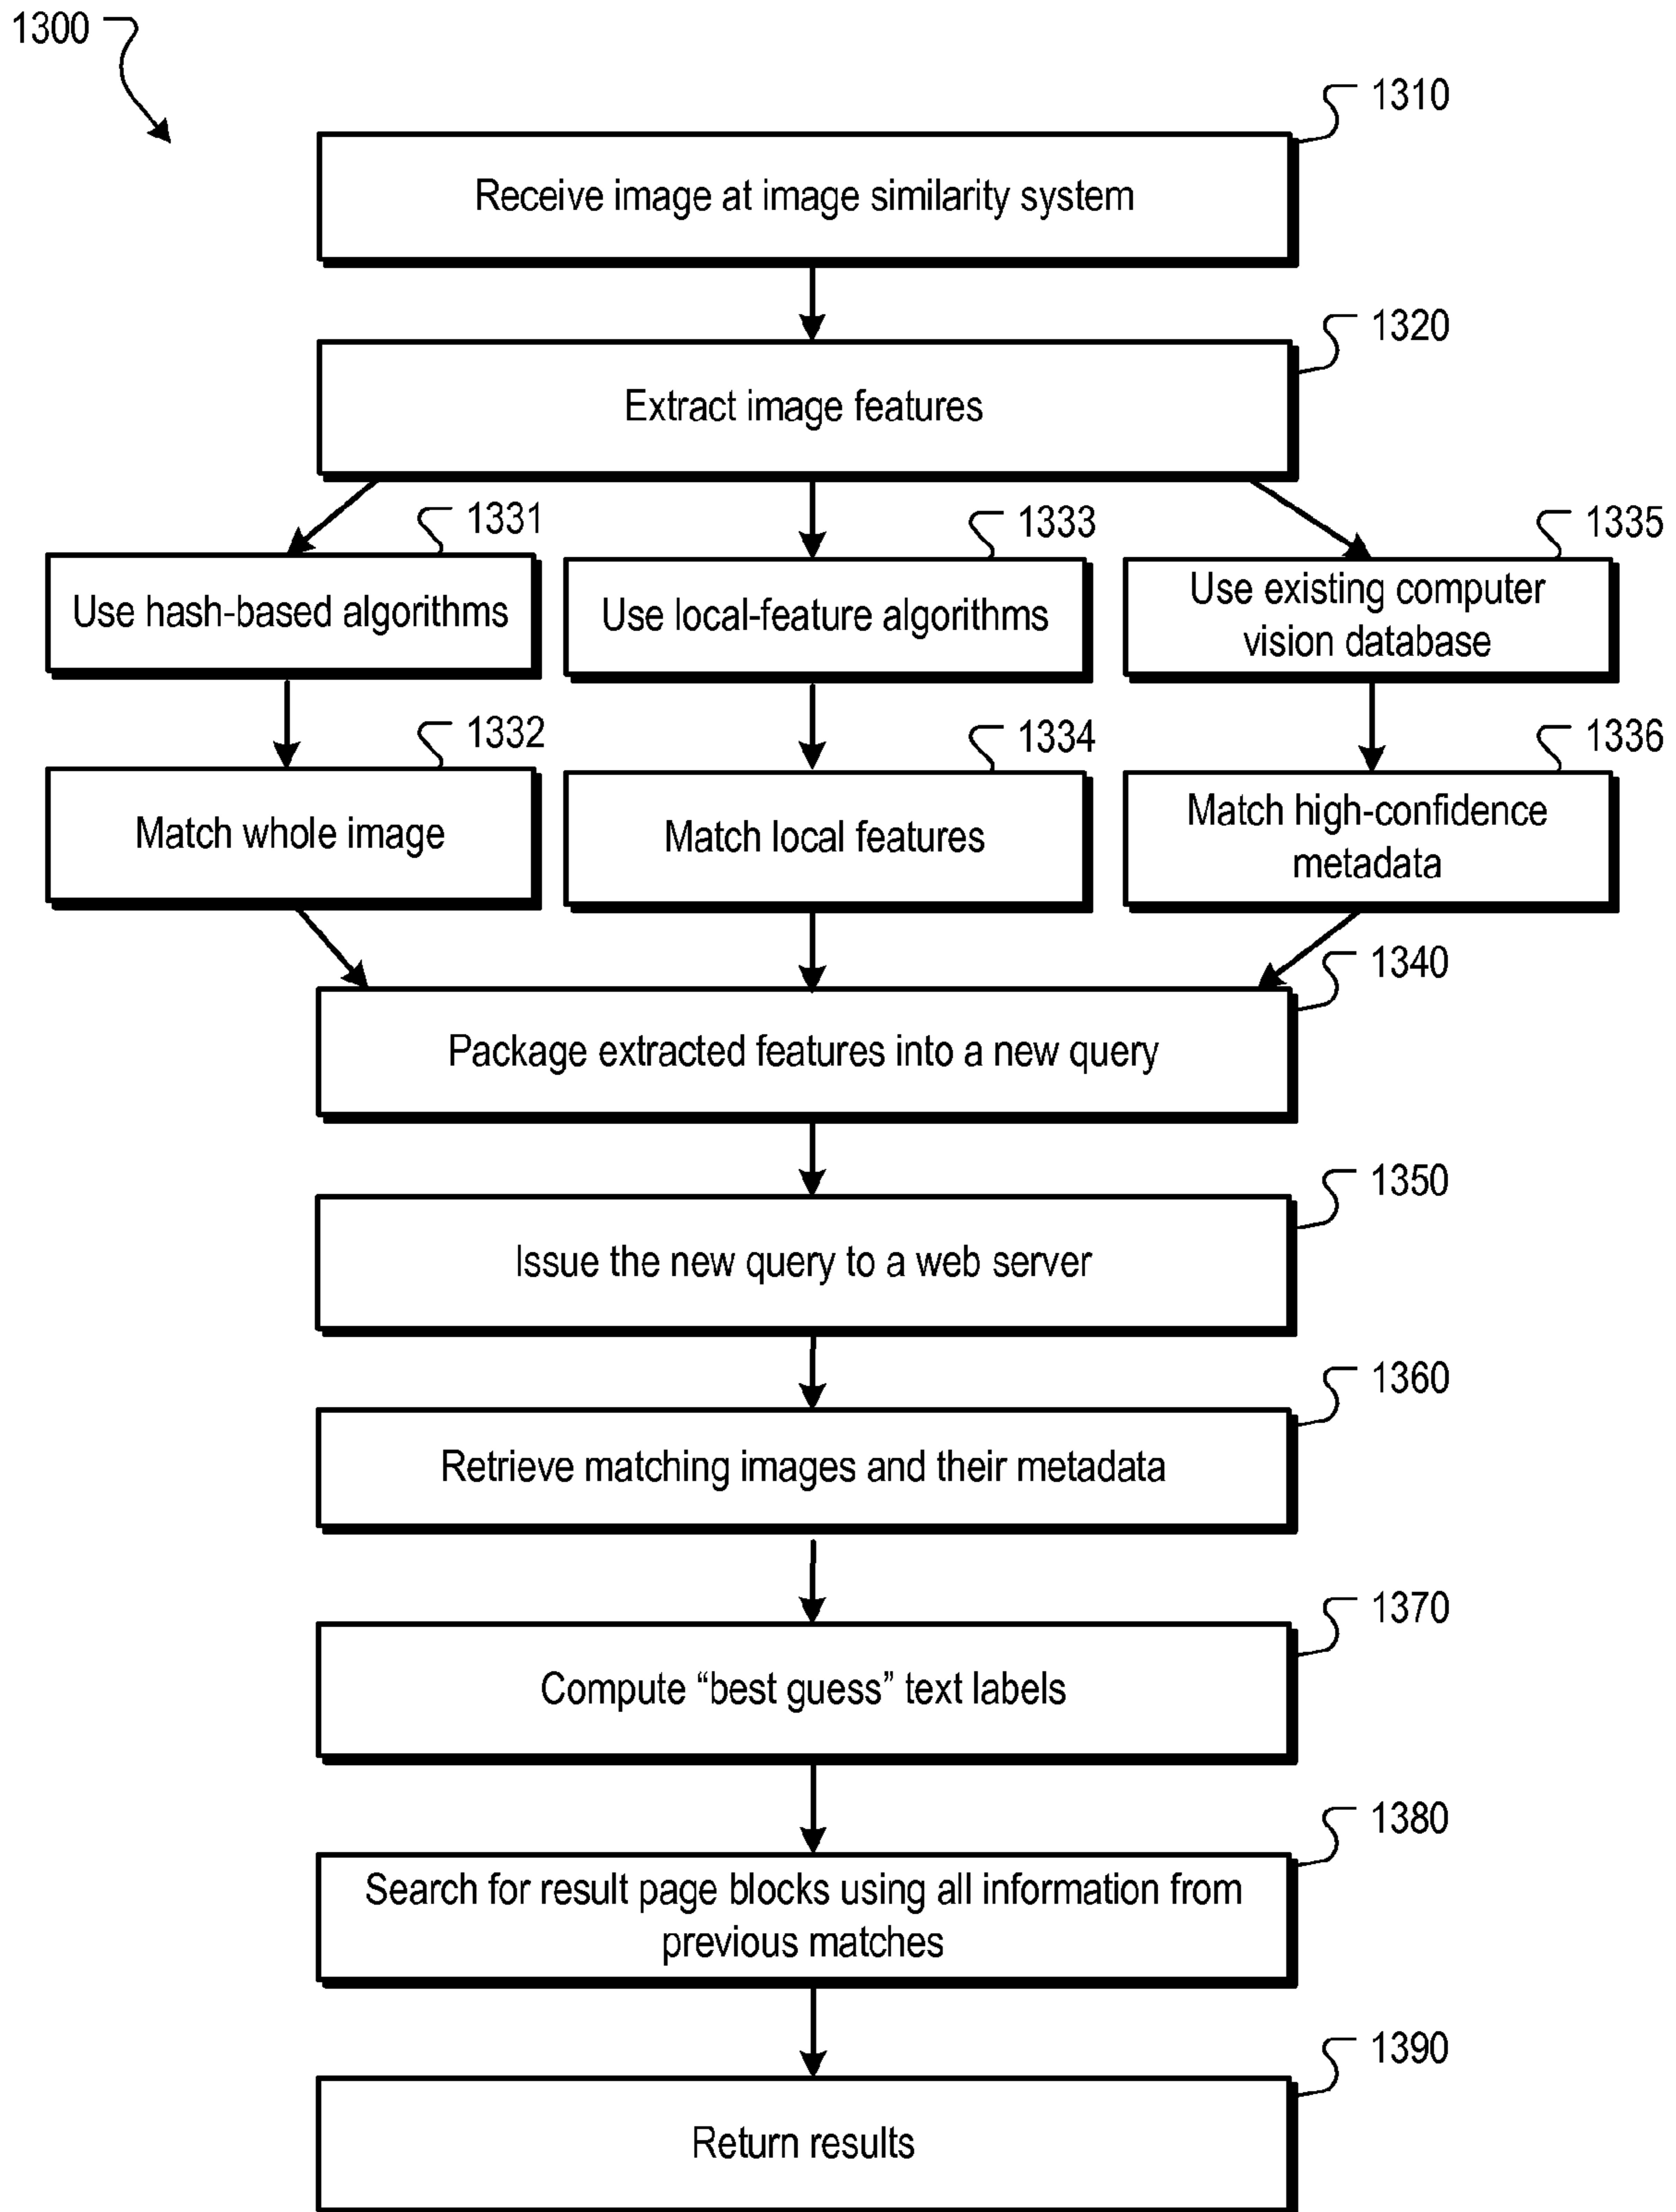 1300
1310
Receive image at image similarity system
1320
Extract image features
1331
1333
1335
Use hash-based algorithms
Use local-feature algorithms
Use existing computer
vision database
1332
1334
1336
Match whole image
Match local features
Match high-confidence
metadata
1340
Package extracted features into a new query
1350
Issue the new query to a web server
1360
Retrieve matching images and their metadata
1370
Compute “best guess” text labels
1380
Search for result page blocks using all information from
previous matches
1390
Return results